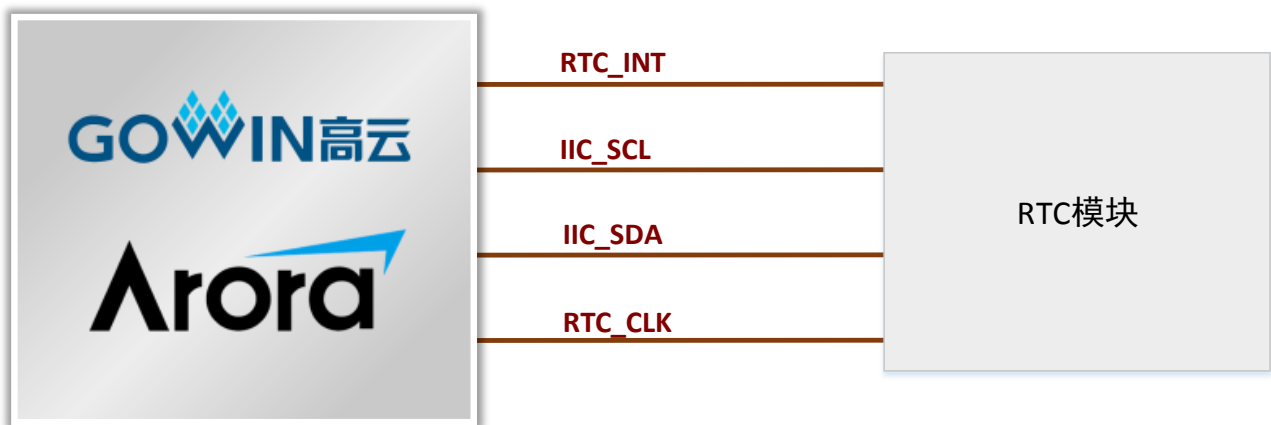 GOWIN高云
Arora
RTC_INT
IIC_SCL
IIC_SDA
RTC_CLK
RTC模块